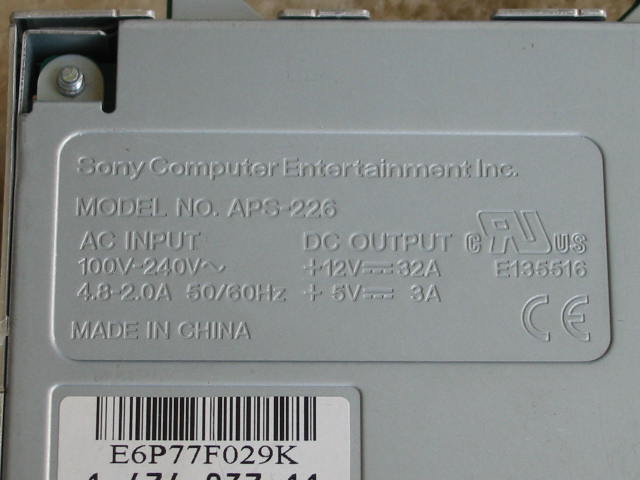 Sony Computer Entertainment Inc.
MODEL NO. APS-226
AC INPUT DC OUTPUT
100V-240V~ +12V⎓32A
4.8-2.0A 50/60Hz + 5V⎓ 3A
C RU US
E135516
MADE IN CHINA
CE
E6P77F029K